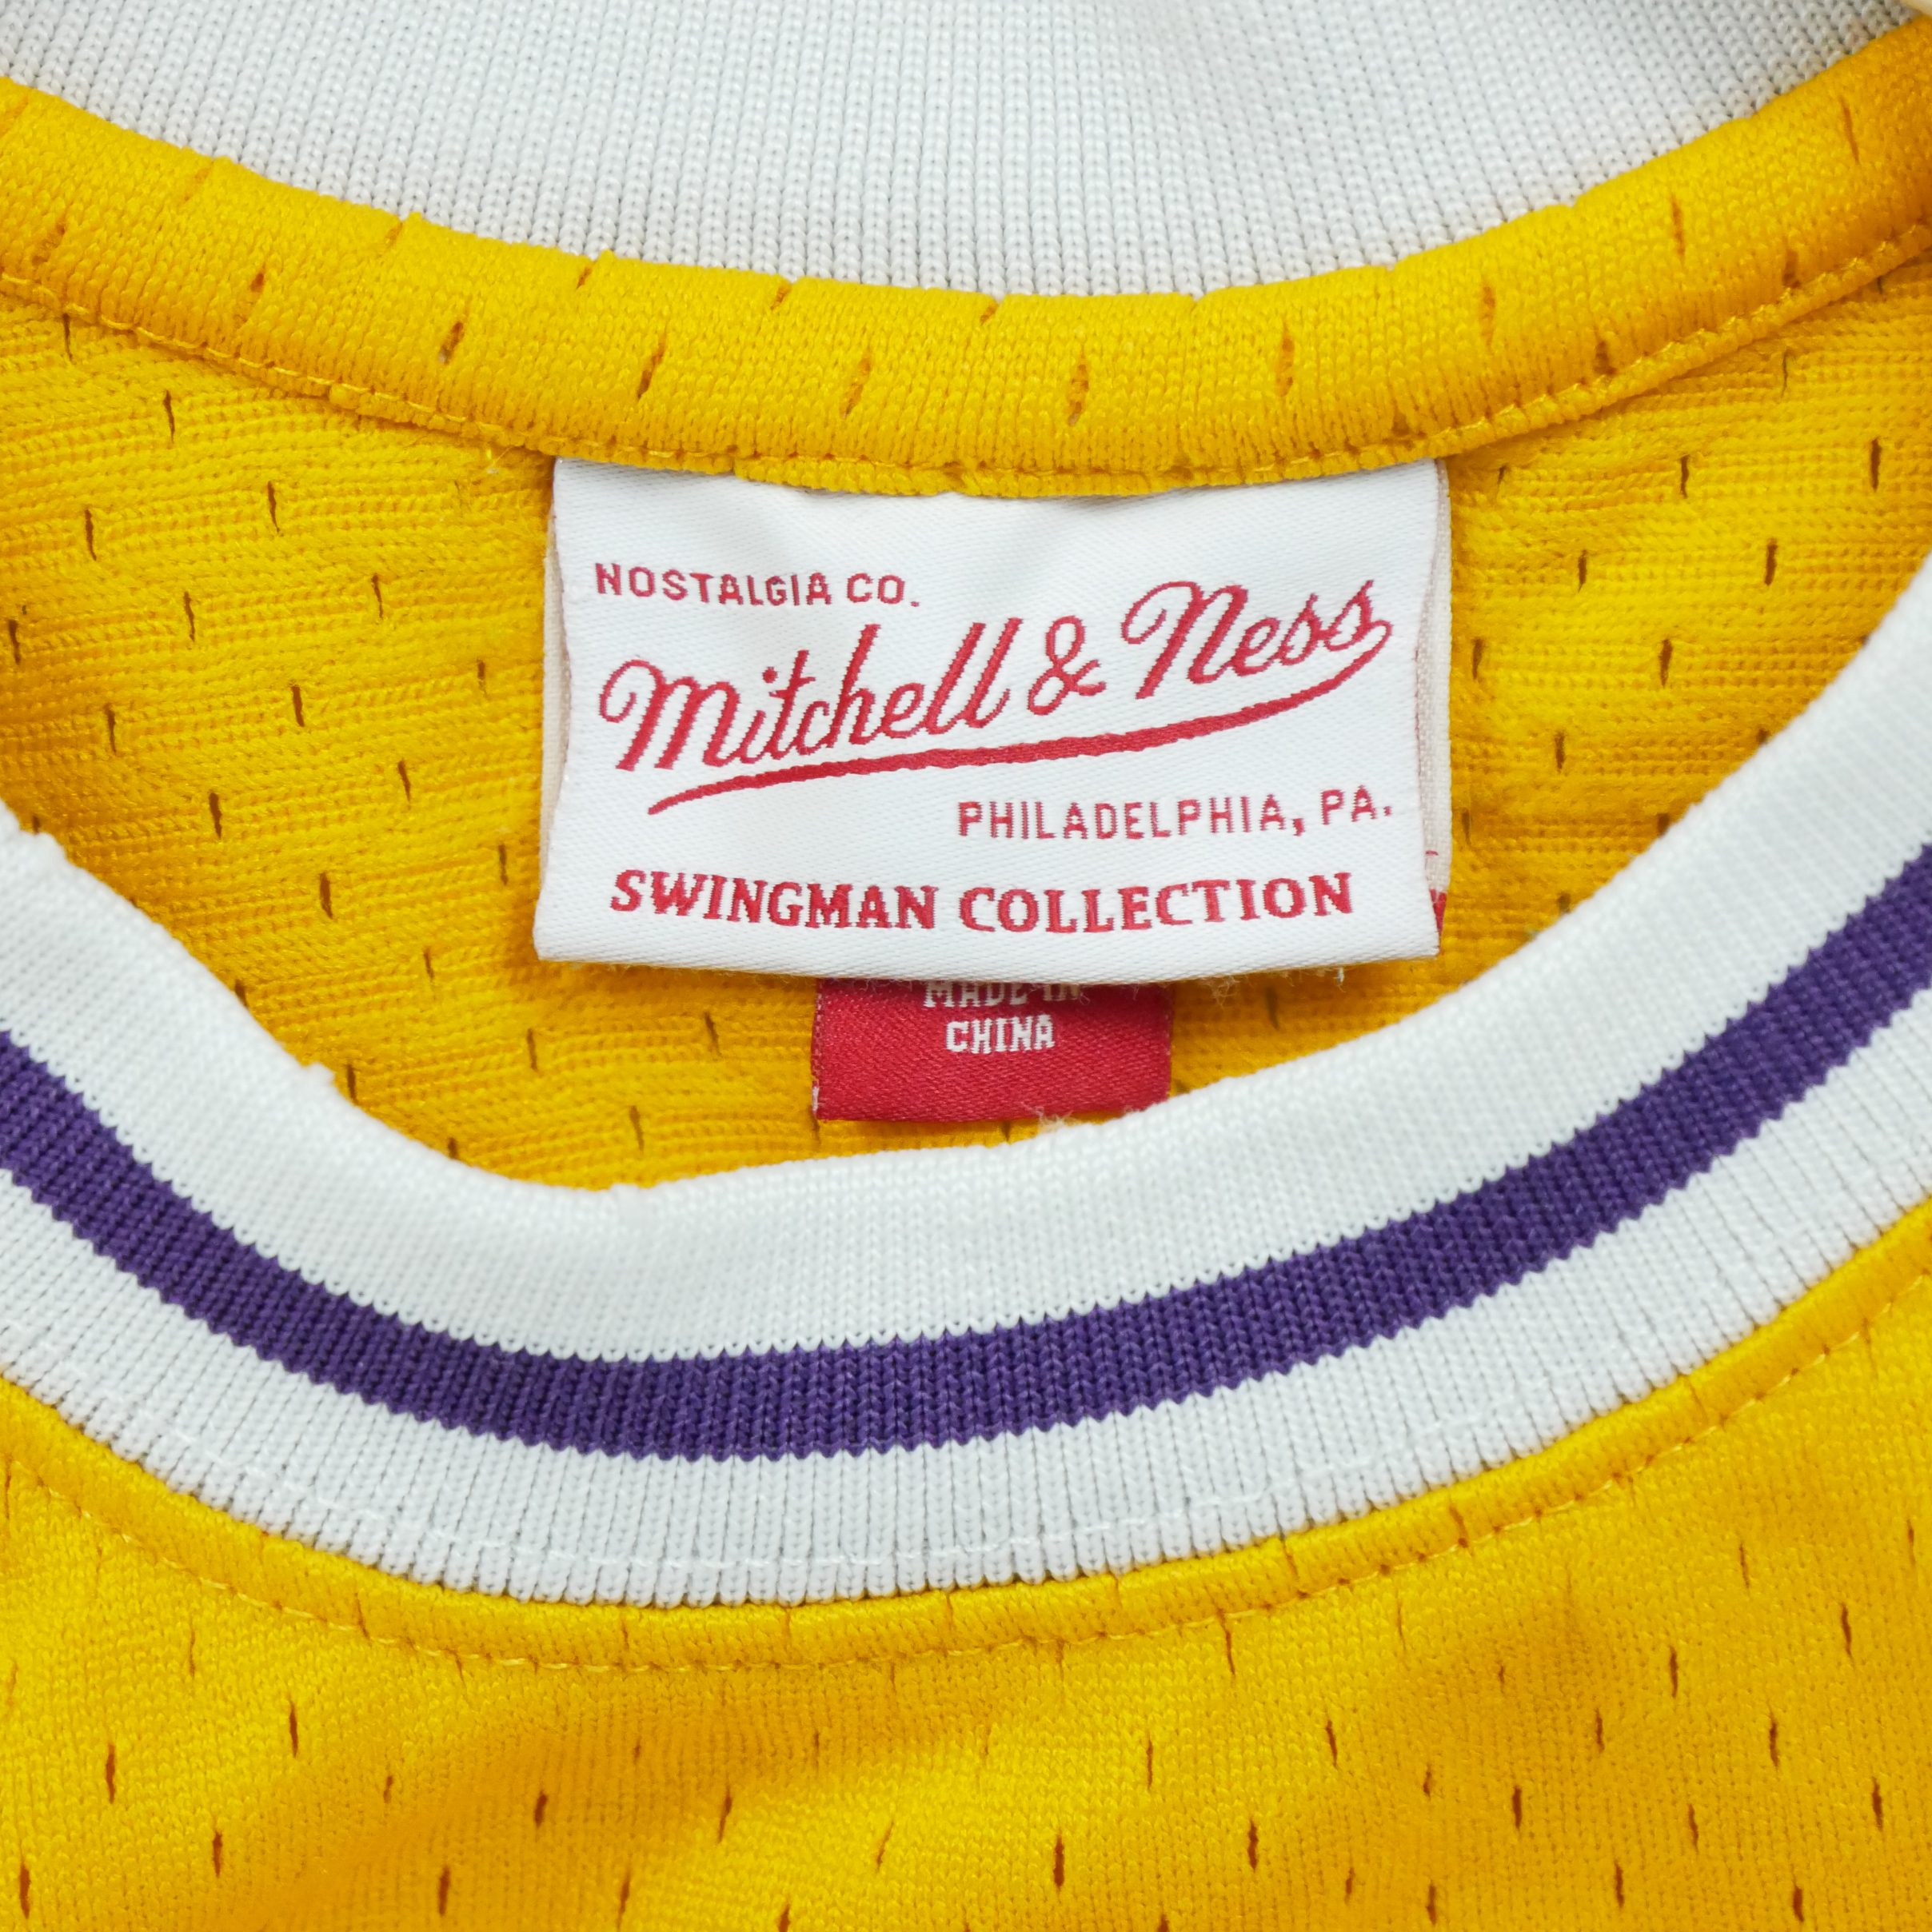 NOSTALGIA CO.
Mitchell & Ness
PHILADELPHIA, PA.
SWINGMAN COLLECTION
MADE IN
CHINA